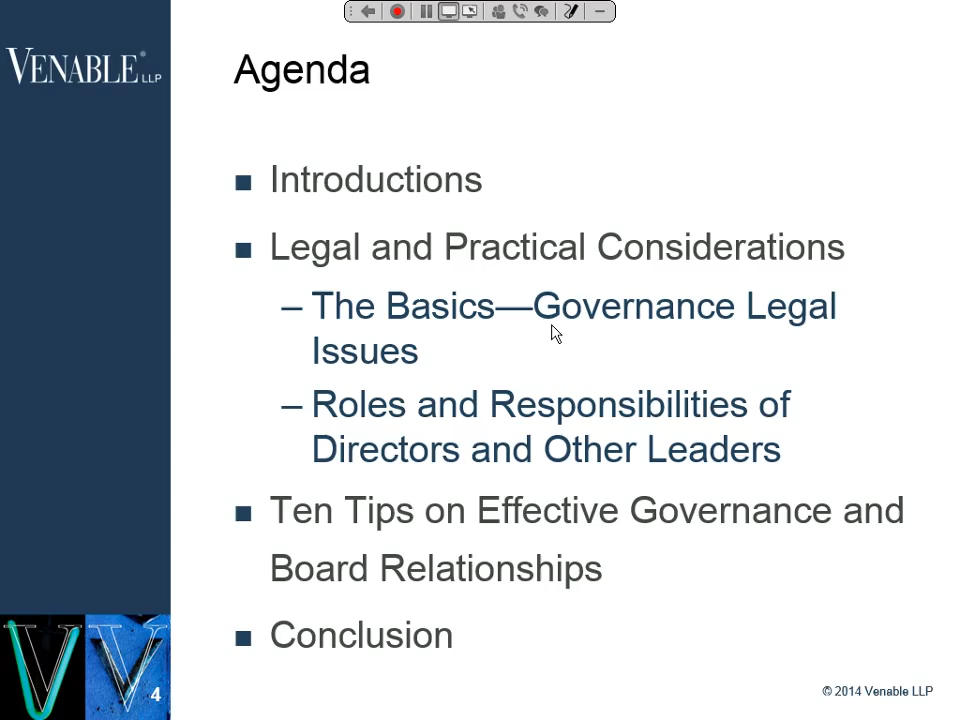 VENABLE® LLP
Agenda
■ Introductions
■ Legal and Practical Considerations
– The Basics—Governance Legal
Issues
– Roles and Responsibilities of
Directors and Other Leaders
■ Ten Tips on Effective Governance and
Board Relationships
■ Conclusion
V V
4
© 2014 Venable LLP